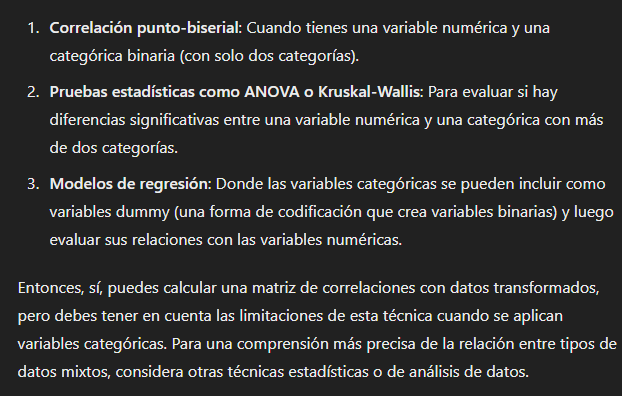 1. Correlación punto-biserial: Cuando tienes una variable numérica y una
categórica binaria (con solo dos categorías).
2. Pruebas estadísticas como ANOVA o Kruskal-Wallis: Para evaluar si hay
diferencias significativas entre una variable numérica y una categórica con más
de dos categorías.
3. Modelos de regresión: Donde las variables categóricas se pueden incluir como
variables dummy (una forma de codificación que crea variables binarias) y luego
evaluar sus relaciones con las variables numéricas.
Entonces, sí, puedes calcular una matriz de correlaciones con datos transformados,
pero debes tener en cuenta las limitaciones de esta técnica cuando se aplican
variables categóricas. Para una comprensión más precisa de la relación entre tipos de
datos mixtos, considera otras técnicas estadísticas o de análisis de datos.